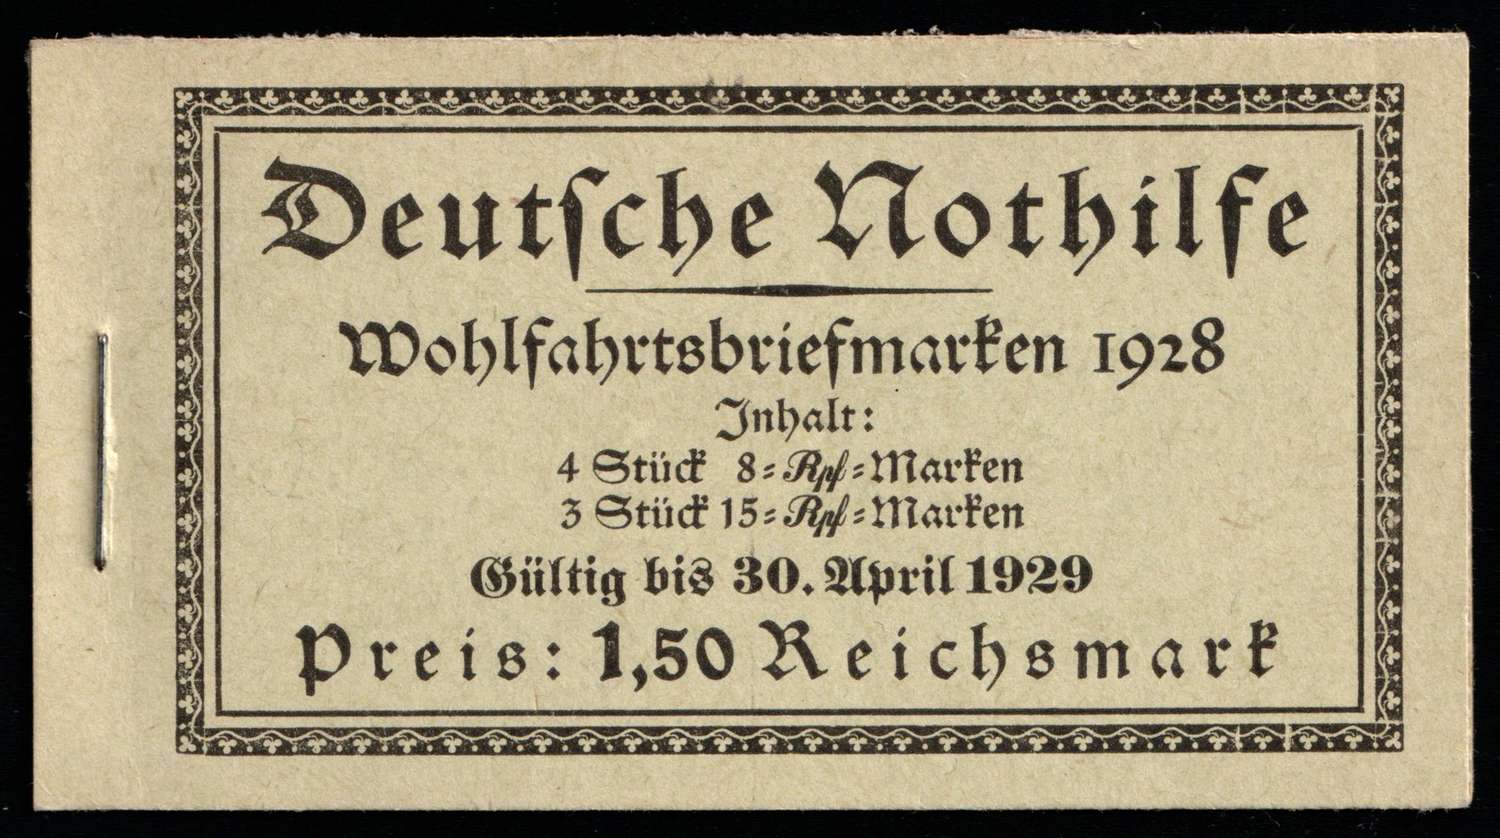 Deutſche Nothilfe
Wohlfahrtsbriefmarken 1928
Inhalt:
4 Stück 8=Rpf=Marken
3 Stück 15=Rpf=Marken
Gültig bis 30. April 1929
Preis: 1,50 Reichsmark